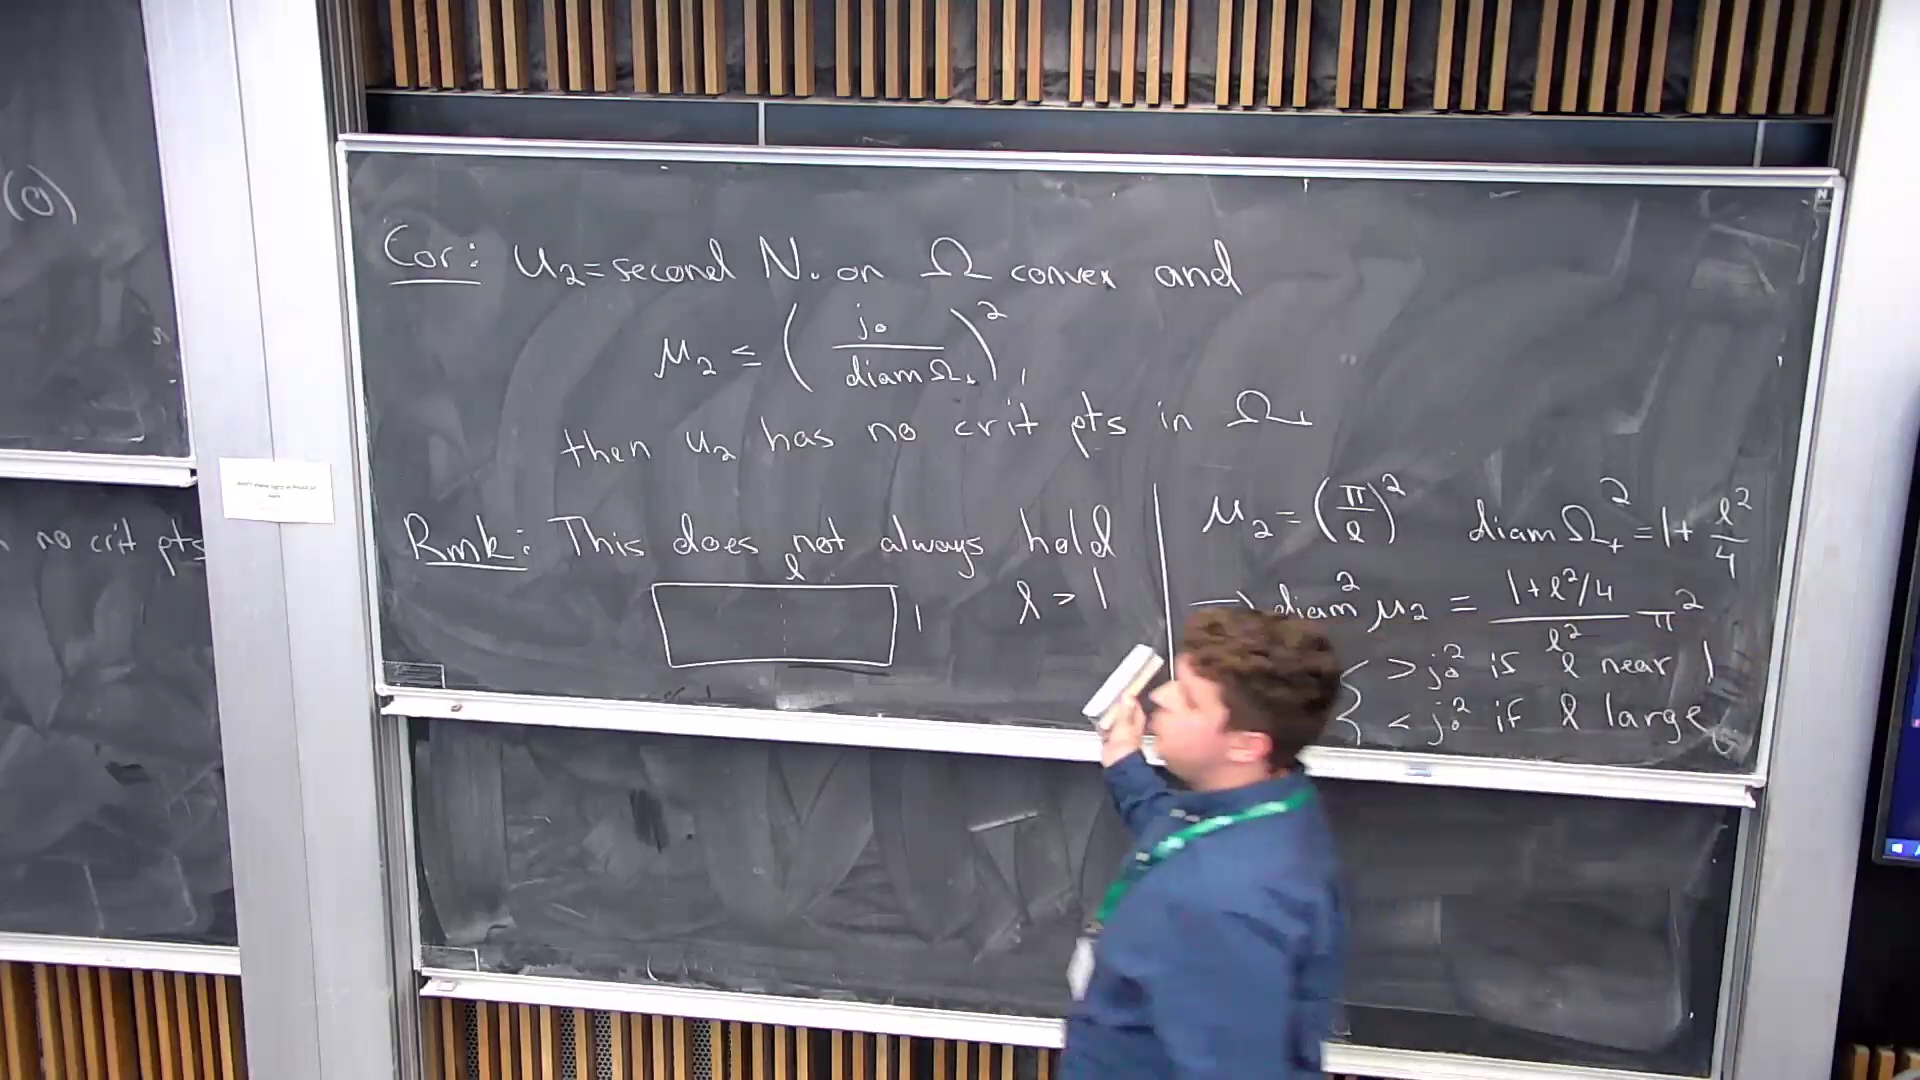 (0)
no crit pts
Cor: u₂ = second N. on Ω convex and
μ₂ ≤ ( j₀ / diam Ω₊ )²,
then u₂ has no crit pts in Ω
Rmk: This does not always hold
l
1
l > 1
μ₂ = (π/l)² diam Ω₊² = 1 + l²/4
⇒ diam² μ₂ = (1 + l²/4)/l² π²
{ > j₀² is l near 1
< j₀² if l large